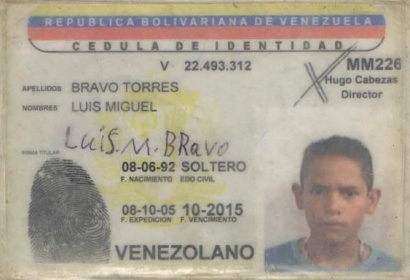 REPUBLICA BOLIVARIANA DE VENEZUELA
CEDULA DE IDENTIDAD
V 22.493.312
MM226
Hugo Cabezas
Director
APELLIDOS BRAVO TORRES
NOMBRES LUIS MIGUEL
FIRMA TITULAR
Luis.M.BRavo
08-06-92 SOLTERO
F. NACIMIENTO EDO CIVIL
08-10-05 10-2015
F. EXPEDICION F. VENCIMIENTO
VENEZOLANO